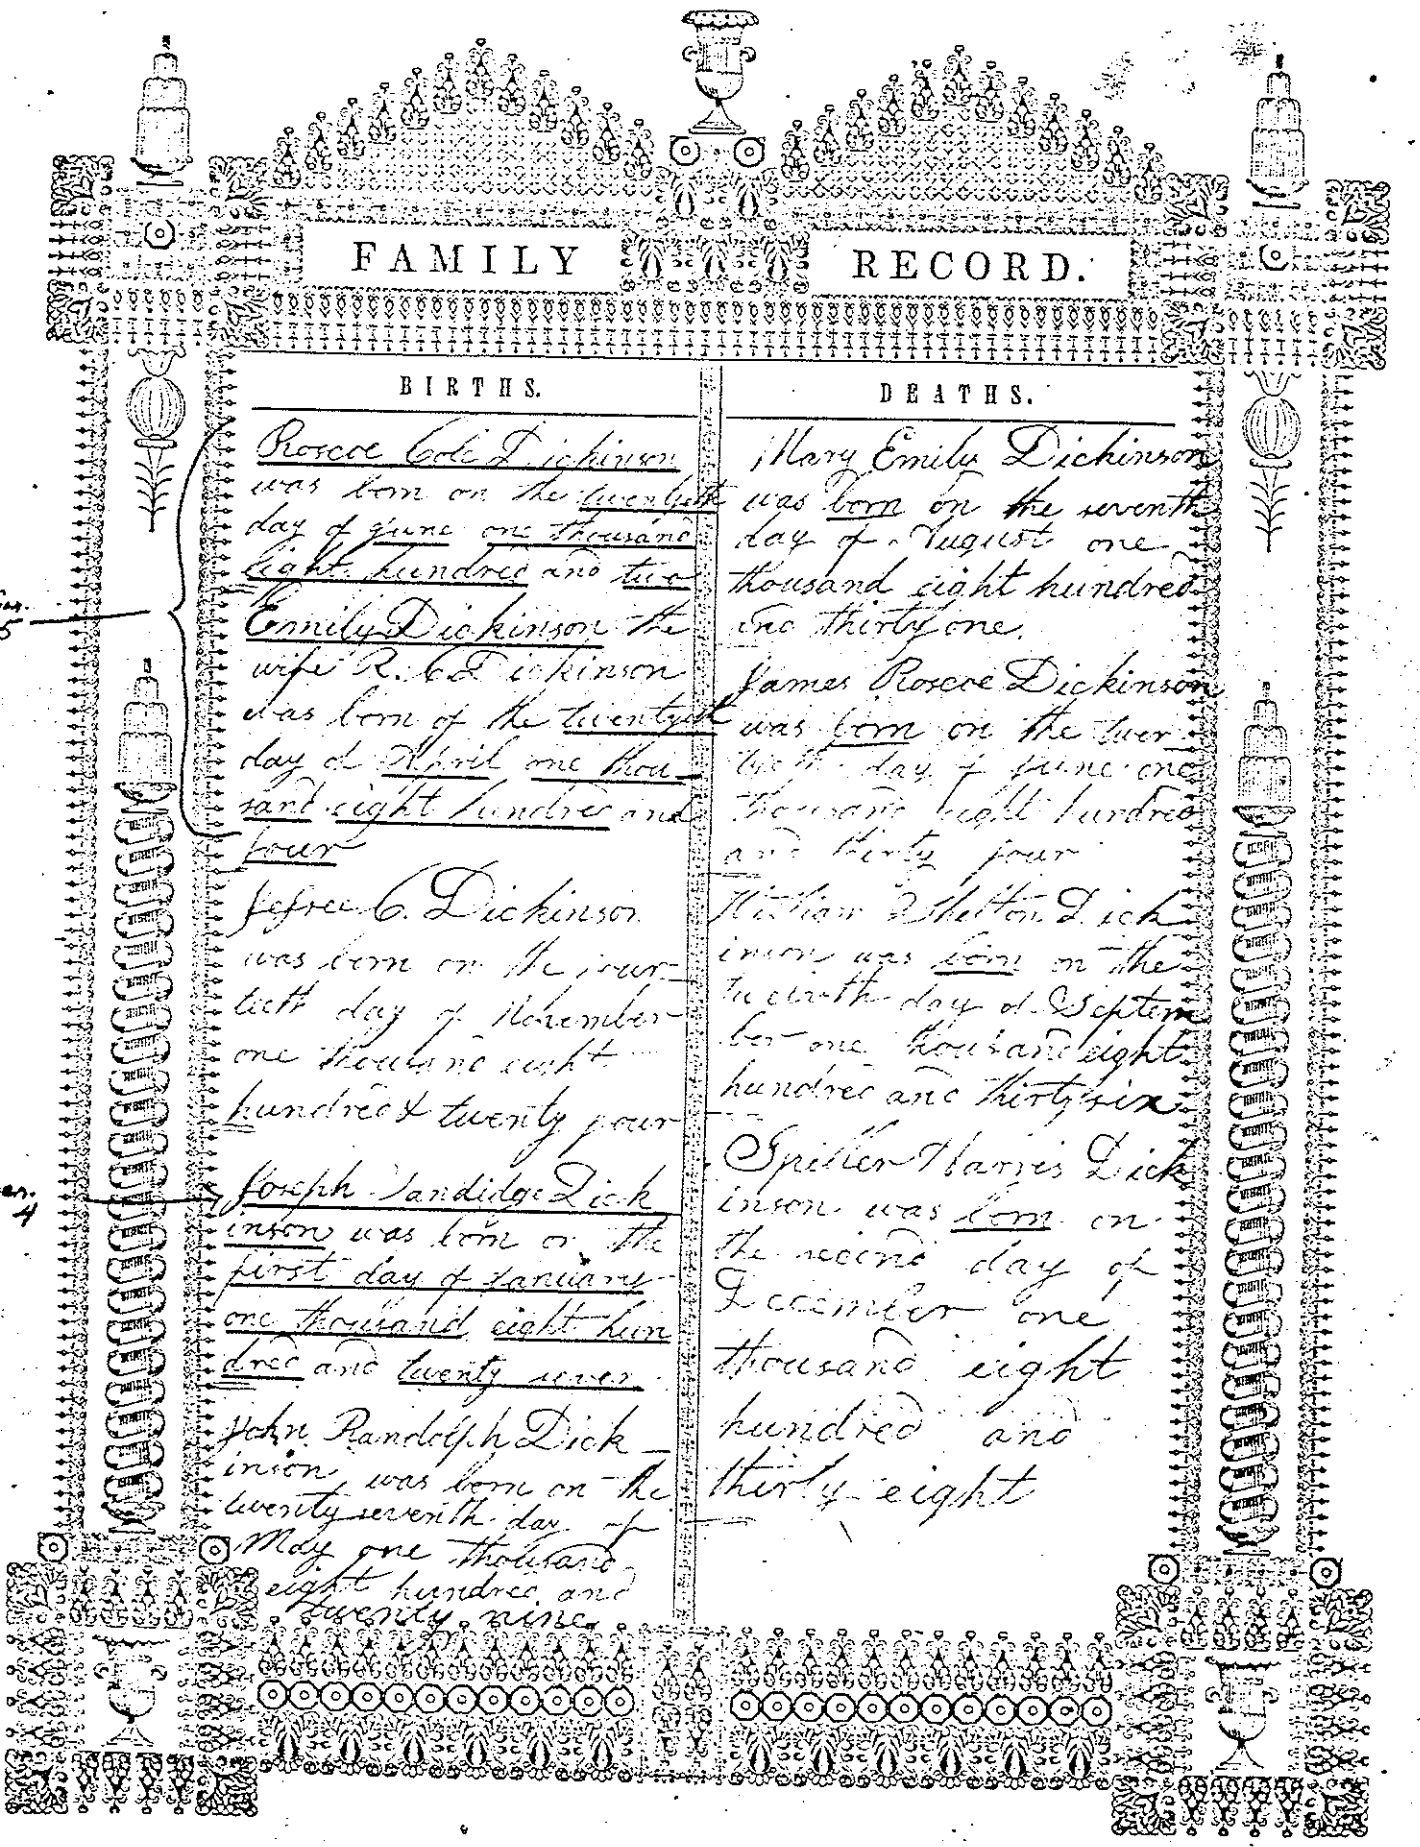 FAMILY RECORD.
BIRTHS.
Roscoe Cole Dickinson
was born on the twentyeth
day of June one thousand
eight hundred and two
Emily Dickinson the
wife R. C. Dickinson
was born of the twentyeth
day of April one thou
sand eight hundred and
four
C. Dickinson
was born on the four
teeth day of November
one thousand eight
hundred & twenty four
Joseph Sandidge Dick
inson was born on the
first day of January
one thousand eight hun
dred and twenty seven
John Randolph Dick
inson was born on the
twenty seventh day of
May one thousand
eight hundred and
twenty nine
DEATHS.
Mary Emily Dickinson
was born on the seventh
day of August one
thousand eight hundred
and thirty one.
James Roscoe Dickinson
was born on the
day of June one
thousand eight hundred
and thirty four
William Shelton Dick
inson was born on the
day of Septem
ber one thousand eight
hundred and thirty six
Spiller Harris Dick
inson was born on
the second day of
December one
thousand eight
hundred and
thirty eight
5
4